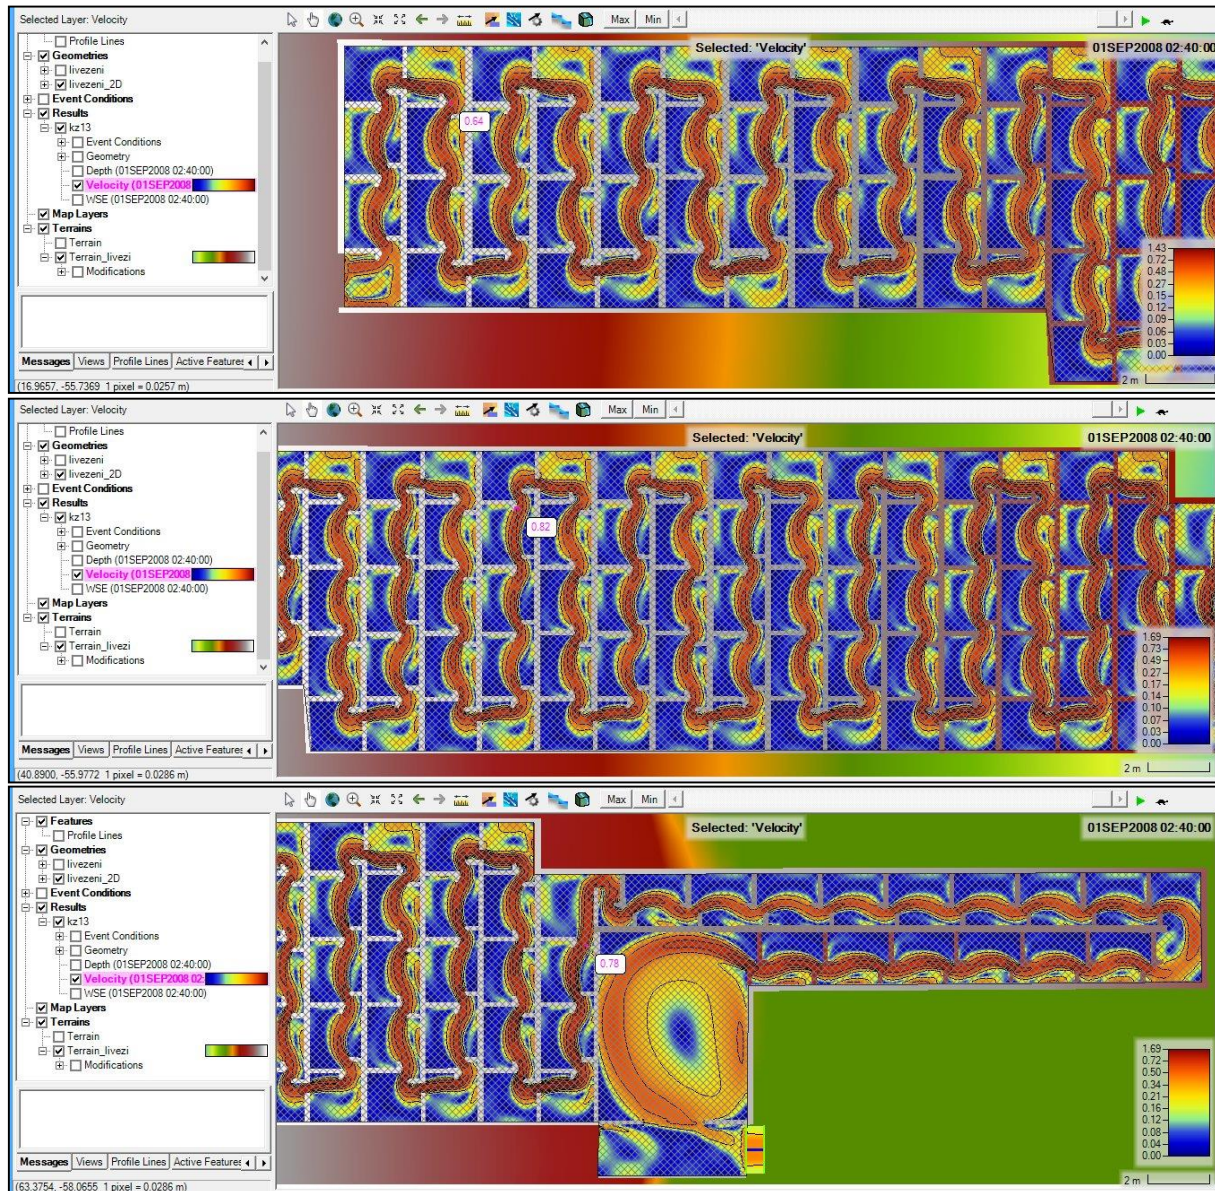 Selected Layer: Velocity
Max Min
Profile Lines
Geometries
livezeni
livezeni_2D
Event Conditions
Results
kz13
Event Conditions
Geometry
Depth (01SEP2008 02:40:00)
Velocity (01SEP2008
WSE (01SEP2008 02:40:00)
Map Layers
Terrains
Terrain
Terrain_livezi
Modifications
Messages Views Profile Lines Active Features
(16.9657, -55.7369 1 pixel = 0.0257 m)
Selected: 'Velocity'
01SEP2008 02:40:00
0.64
1.43
0.72
0.48
0.27
0.15
0.12
0.09
0.06
0.03
0.00
2 m
Selected Layer: Velocity
Max Min
Profile Lines
Geometries
livezeni
livezeni_2D
Event Conditions
Results
kz13
Event Conditions
Geometry
Depth (01SEP2008 02:40:00)
Velocity (01SEP2008
WSE (01SEP2008 02:40:00)
Map Layers
Terrains
Terrain
Terrain_livezi
Modifications
Messages Views Profile Lines Active Features
(40.8900, -55.9772 1 pixel = 0.0286 m)
Selected: 'Velocity'
01SEP2008 02:40:00
0.82
1.69
0.73
0.49
0.27
0.17
0.14
0.10
0.07
0.03
0.00
2 m
Selected Layer: Velocity
Max Min
Features
Profile Lines
Geometries
livezeni
livezeni_2D
Event Conditions
Results
kz13
Event Conditions
Geometry
Depth (01SEP2008 02:40:00)
Velocity (01SEP2008 02:
WSE (01SEP2008 02:40:00)
Map Layers
Terrains
Terrain
Terrain_livezi
Modifications
Messages Views Profile Lines Active Features
(63.3754, -58.0655 1 pixel = 0.0286 m)
Selected: 'Velocity'
01SEP2008 02:40:00
0.78
1.69
0.72
0.50
0.34
0.21
0.16
0.12
0.08
0.04
0.00
2 m